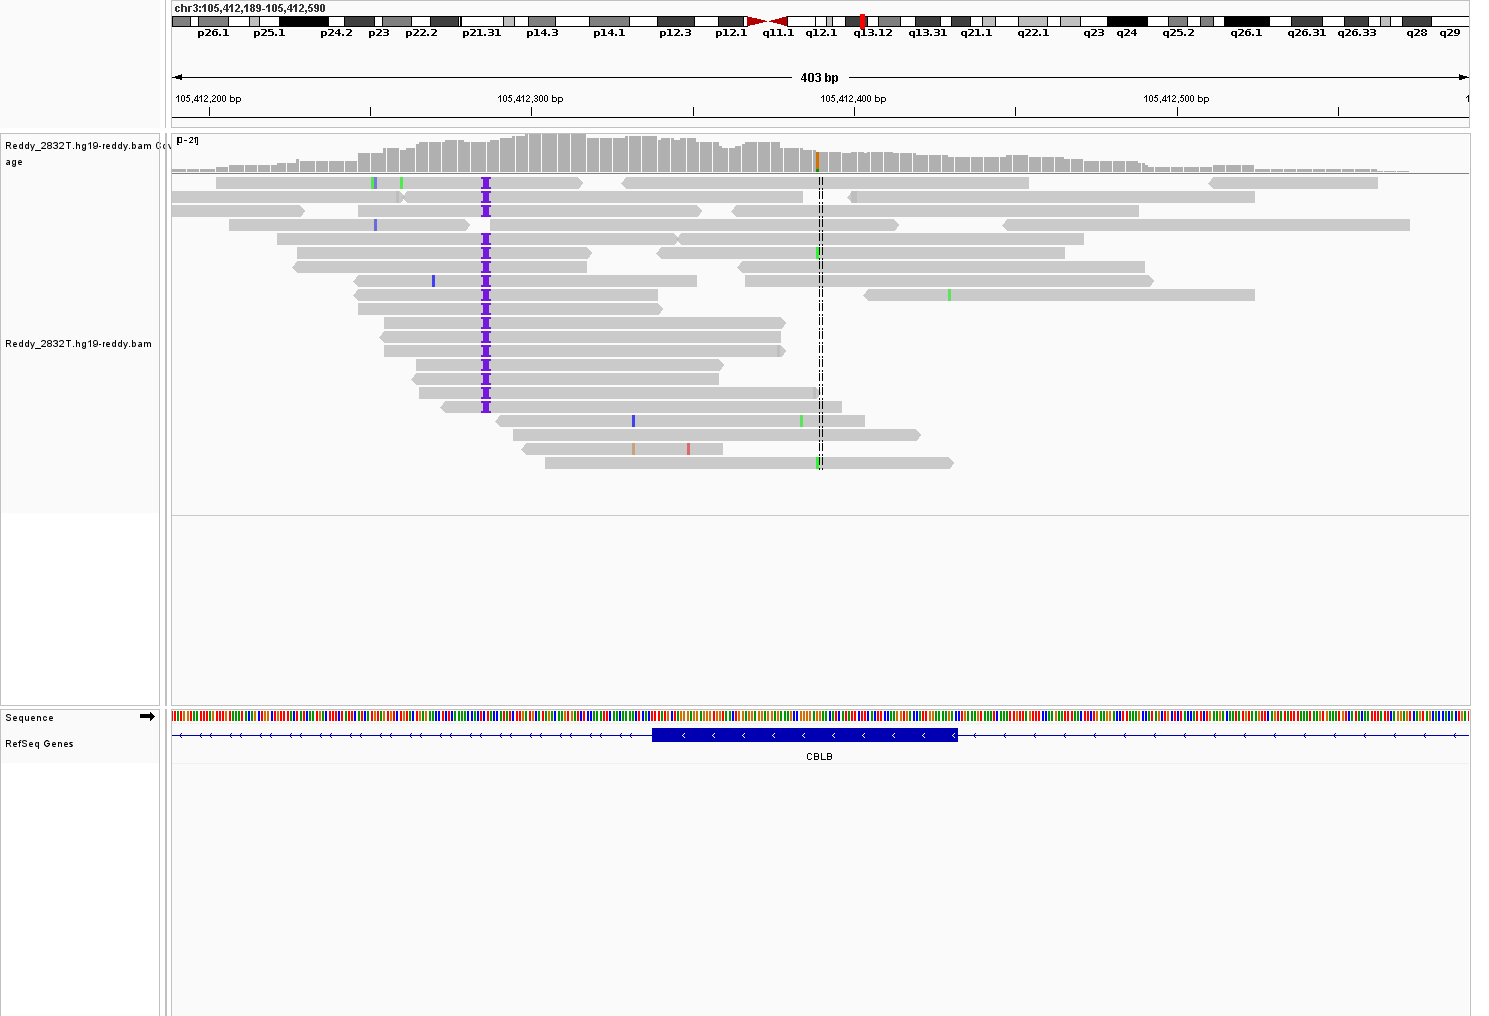 chr3:105,412,189-105,412,590
p26.1 p25.1 p24.2 p23 p22.2 p21.31 p14.3 p14.1 p12.3 p12.1 q11.1 q12.1 q13.12 q13.31 q21.1 q22.1 q23 q24 q25.2 q26.1 q26.31 q26.33 q28 q29
403 bp
105,412,200 bp 105,412,300 bp 105,412,400 bp 105,412,500 bp 1
Reddy_2832T.hg19-reddy.bam Cov
age
[0-21]
Reddy_2832T.hg19-reddy.bam
Sequence
RefSeq Genes
CBLB